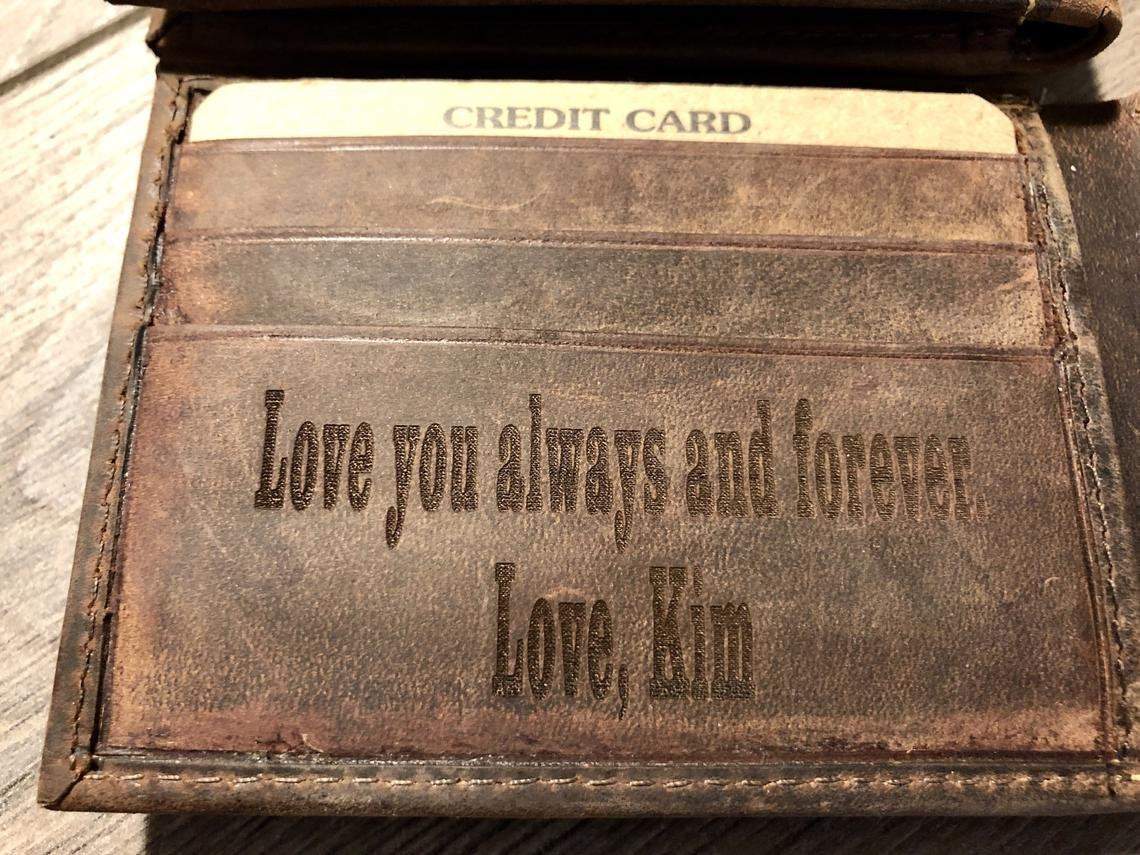 CREDIT CARD
Love you always and forever.
Love, Kim